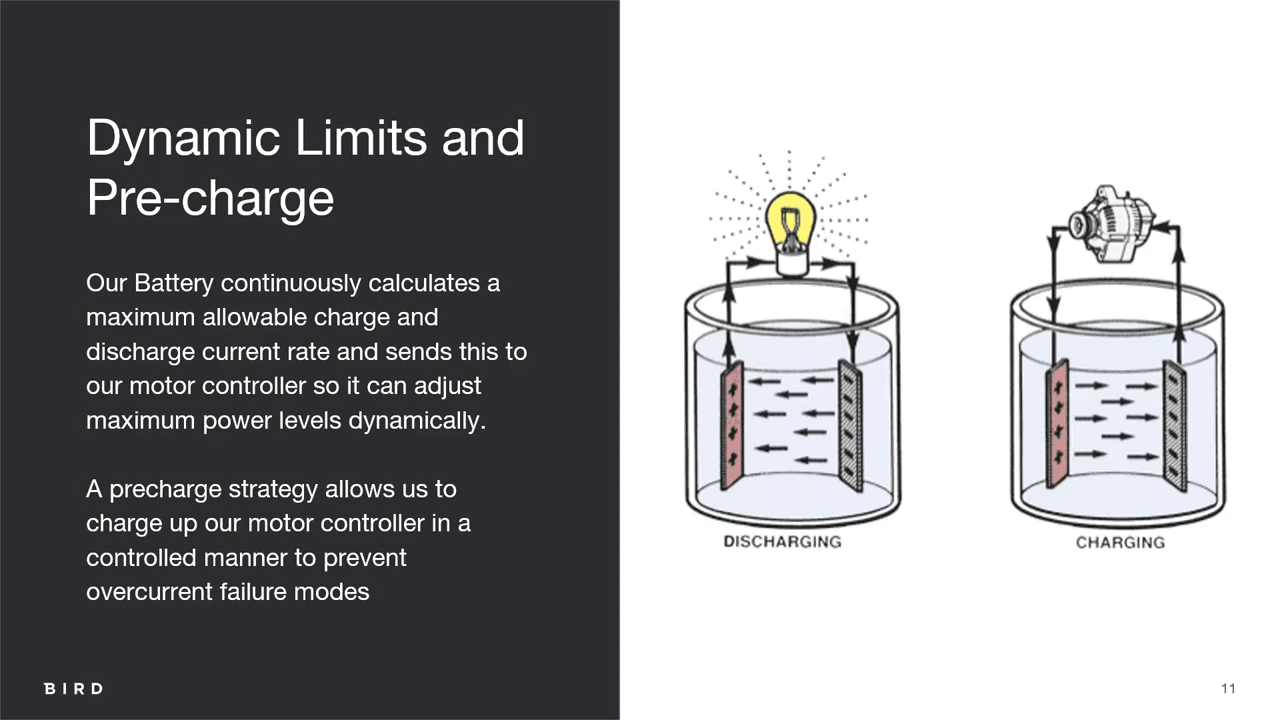 Dynamic Limits and
Pre-charge
Our Battery continuously calculates a
maximum allowable charge and
discharge current rate and sends this to
our motor controller so it can adjust
maximum power levels dynamically.
A precharge strategy allows us to
charge up our motor controller in a
controlled manner to prevent
overcurrent failure modes
DISCHARGING
CHARGING
BIRD
11